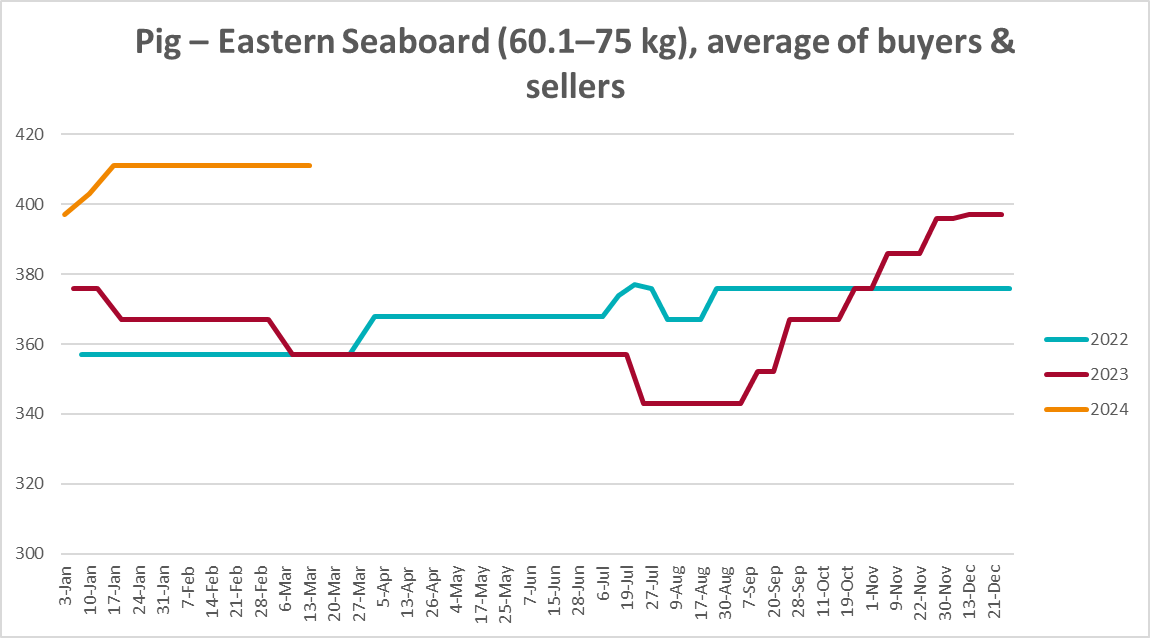 Pig – Eastern Seaboard (60.1–75 kg), average of buyers &
sellers
420
400
380
360
340
320
300
2022
2023
2024
3-Jan
10-Jan
17-Jan
24-Jan
31-Jan
7-Feb
14-Feb
21-Feb
28-Feb
6-Mar
13-Mar
20-Mar
27-Mar
5-Apr
13-Apr
26-Apr
4-May
17-May
25-May
7-Jun
15-Jun
28-Jun
6-Jul
19-Jul
27-Jul
9-Aug
17-Aug
30-Aug
7-Sep
20-Sep
28-Sep
11-Oct
19-Oct
1-Nov
9-Nov
22-Nov
30-Nov
13-Dec
21-Dec